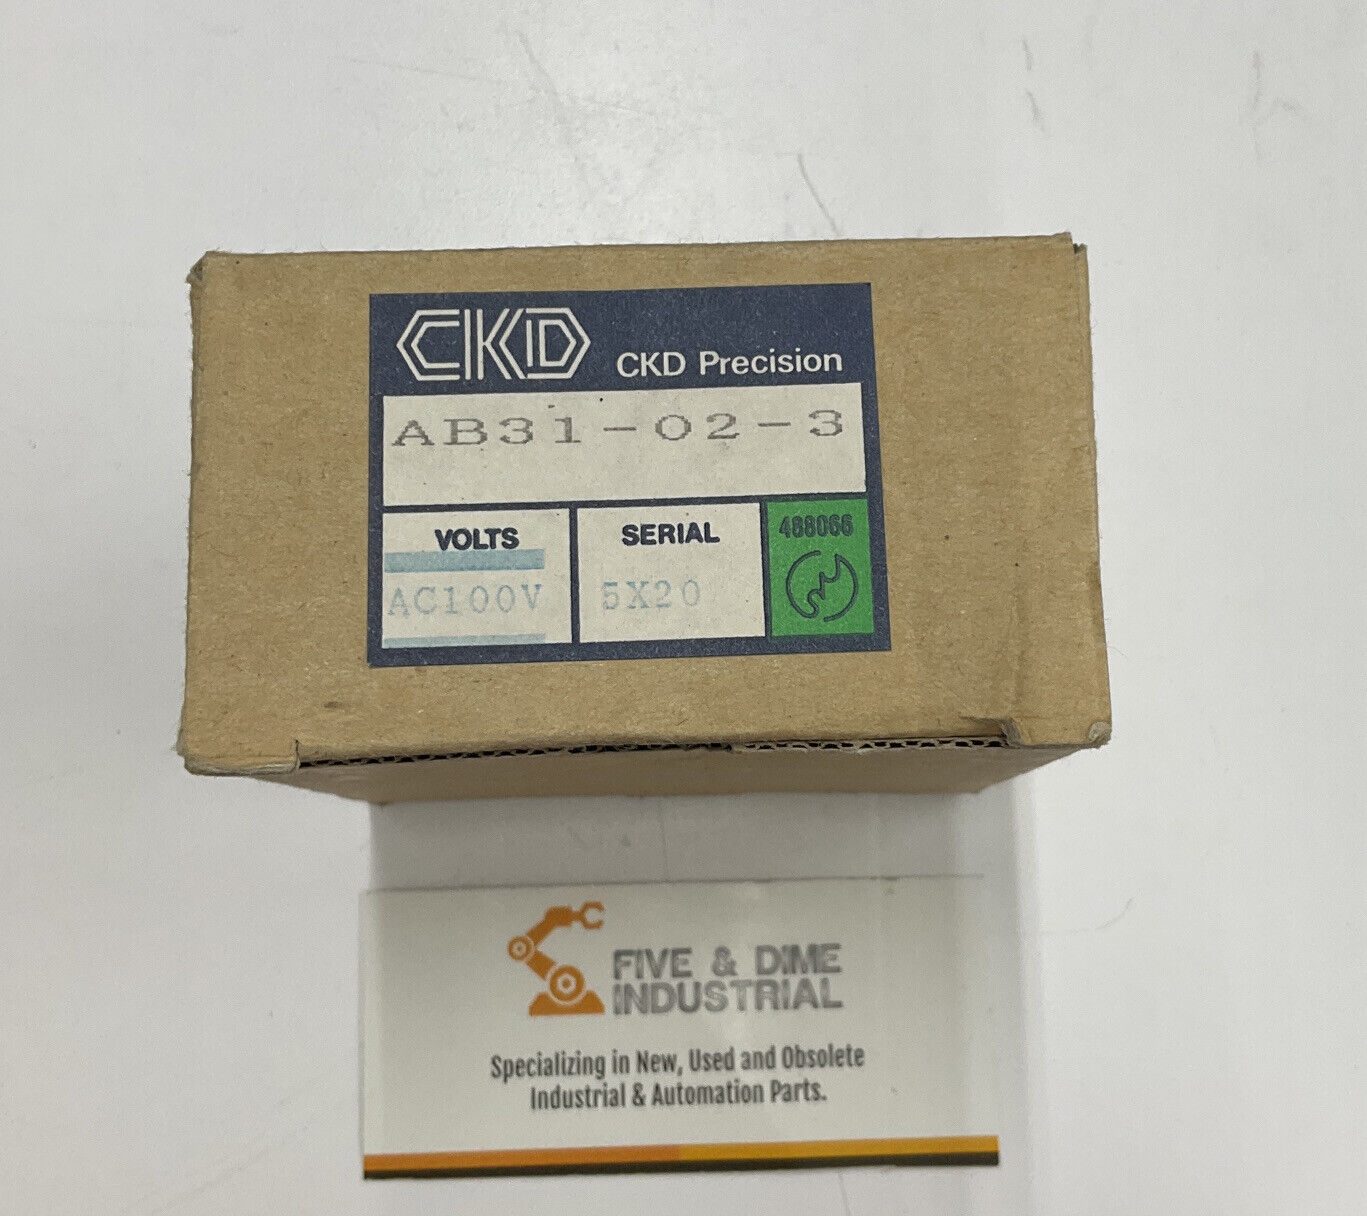 CKD CKD Precision
AB31-02-3
VOLTS SERIAL 488066
AC100V 5X20
FIVE & DIME
INDUSTRIAL
Specializing in New, Used and Obsolete
Industrial & Automation Parts.